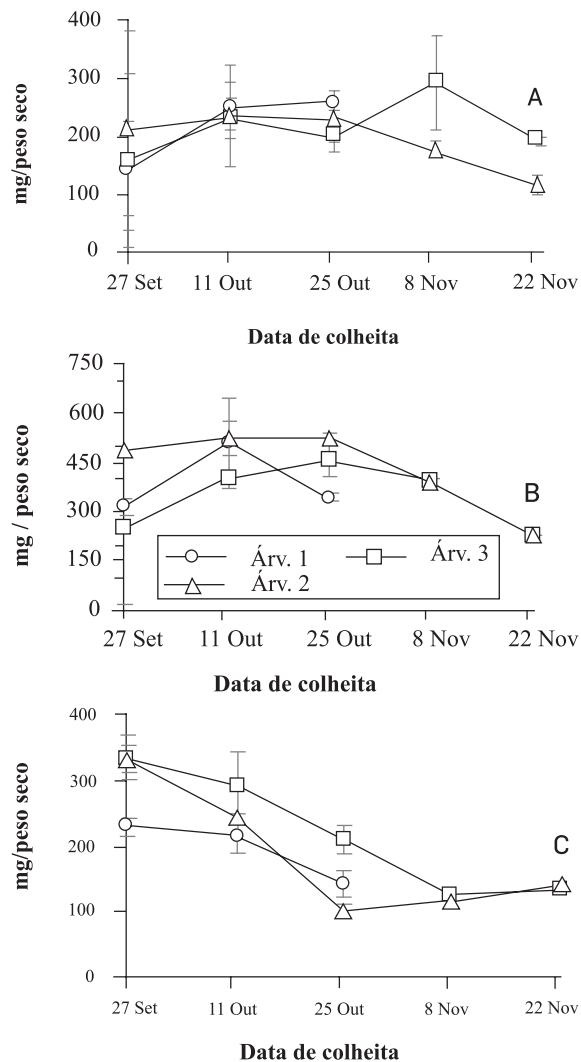 400
300
200
100
0
mg/peso seco
A
27 Set 11 Out 25 Out 8 Nov 22 Nov
Data de colheita
750
600
450
300
150
0
mg / peso seco
B
Árv. 1 Árv. 3
Árv. 2
27 Set 11 Out 25 Out 8 Nov 22 Nov
Data de colheita
400
300
200
100
0
mg/peso seco
C
27 Set 11 Out 25 Out 8 Nov 22 Nov
Data de colheita